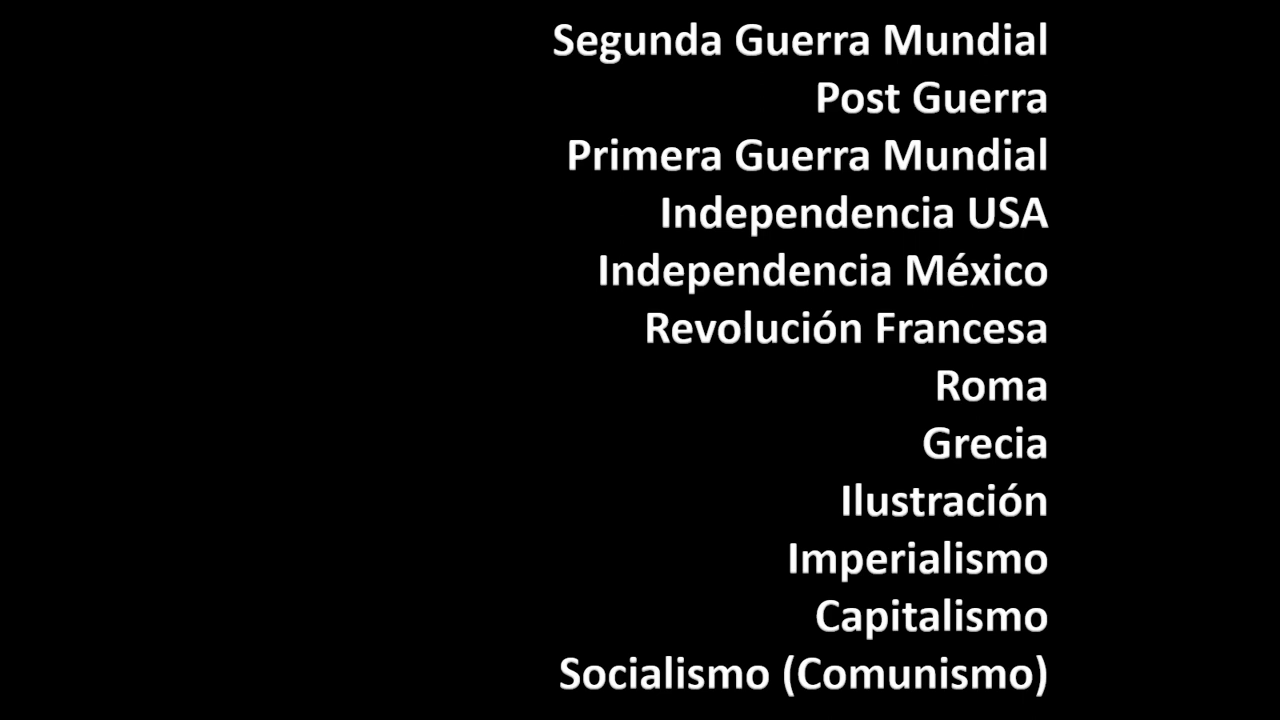 Segunda Guerra Mundial
Post Guerra
Primera Guerra Mundial
Independencia USA
Independencia México
Revolución Francesa
Roma
Grecia
Ilustración
Imperialismo
Capitalismo
Socialismo (Comunismo)